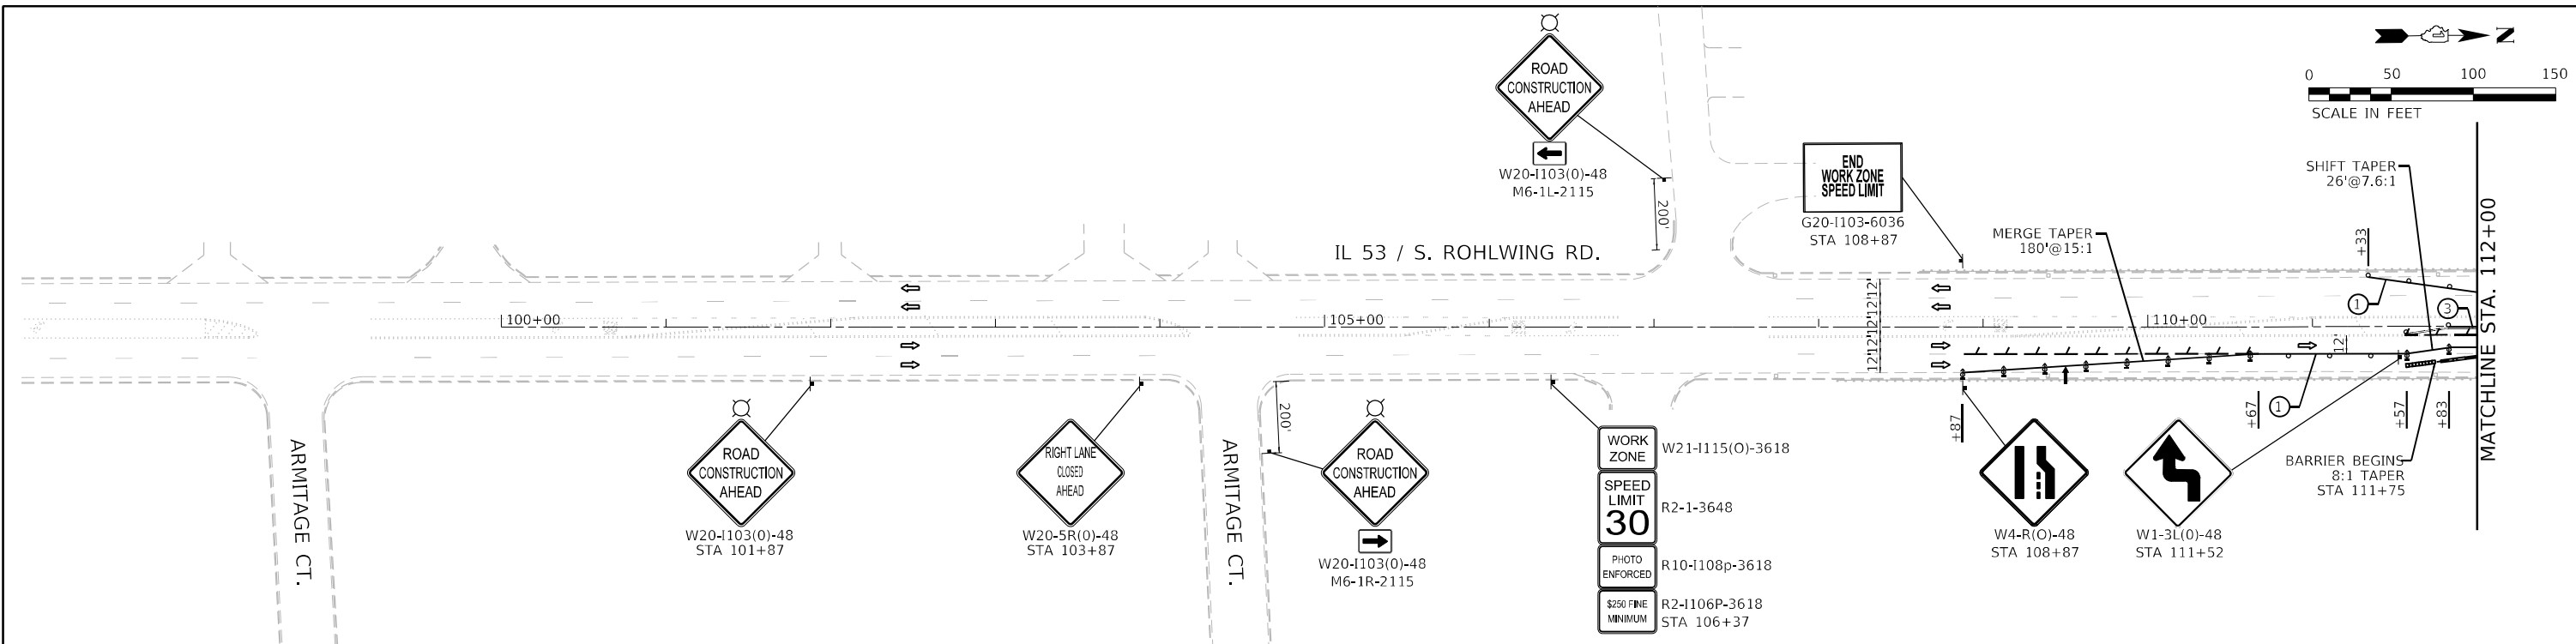 ROAD
CONSTRUCTION
AHEAD
W20-I103(0)-48
M6-1L-2115
200'
END
WORK ZONE
SPEED LIMIT
G20-I103-6036
STA 108+87
N
0 50 100 150
SCALE IN FEET
SHIFT TAPER
26'@7.6:1
MERGE TAPER
180'@15:1
+33
1
3
MATCHLINE STA. 112+00
IL 53 / S. ROHLWING RD.
100+00
105+00
110+00
12'
12'
12'
12'
12'
12'
12'
+87
+67
1
+57
+83
ARMITAGE CT.
ROAD
CONSTRUCTION
AHEAD
W20-I103(0)-48
STA 101+87
RIGHT LANE
CLOSED
AHEAD
W20-5R(0)-48
STA 103+87
ARMITAGE CT.
200'
ROAD
CONSTRUCTION
AHEAD
W20-I103(0)-48
M6-1R-2115
WORK
ZONE
W21-I115(O)-3618
SPEED
LIMIT
30
R2-1-3648
PHOTO
ENFORCED
R10-I108p-3618
$250 FINE
MINIMUM
R2-I106P-3618
STA 106+37
W4-R(O)-48
STA 108+87
W1-3L(0)-48
STA 111+52
BARRIER BEGINS
8:1 TAPER
STA 111+75